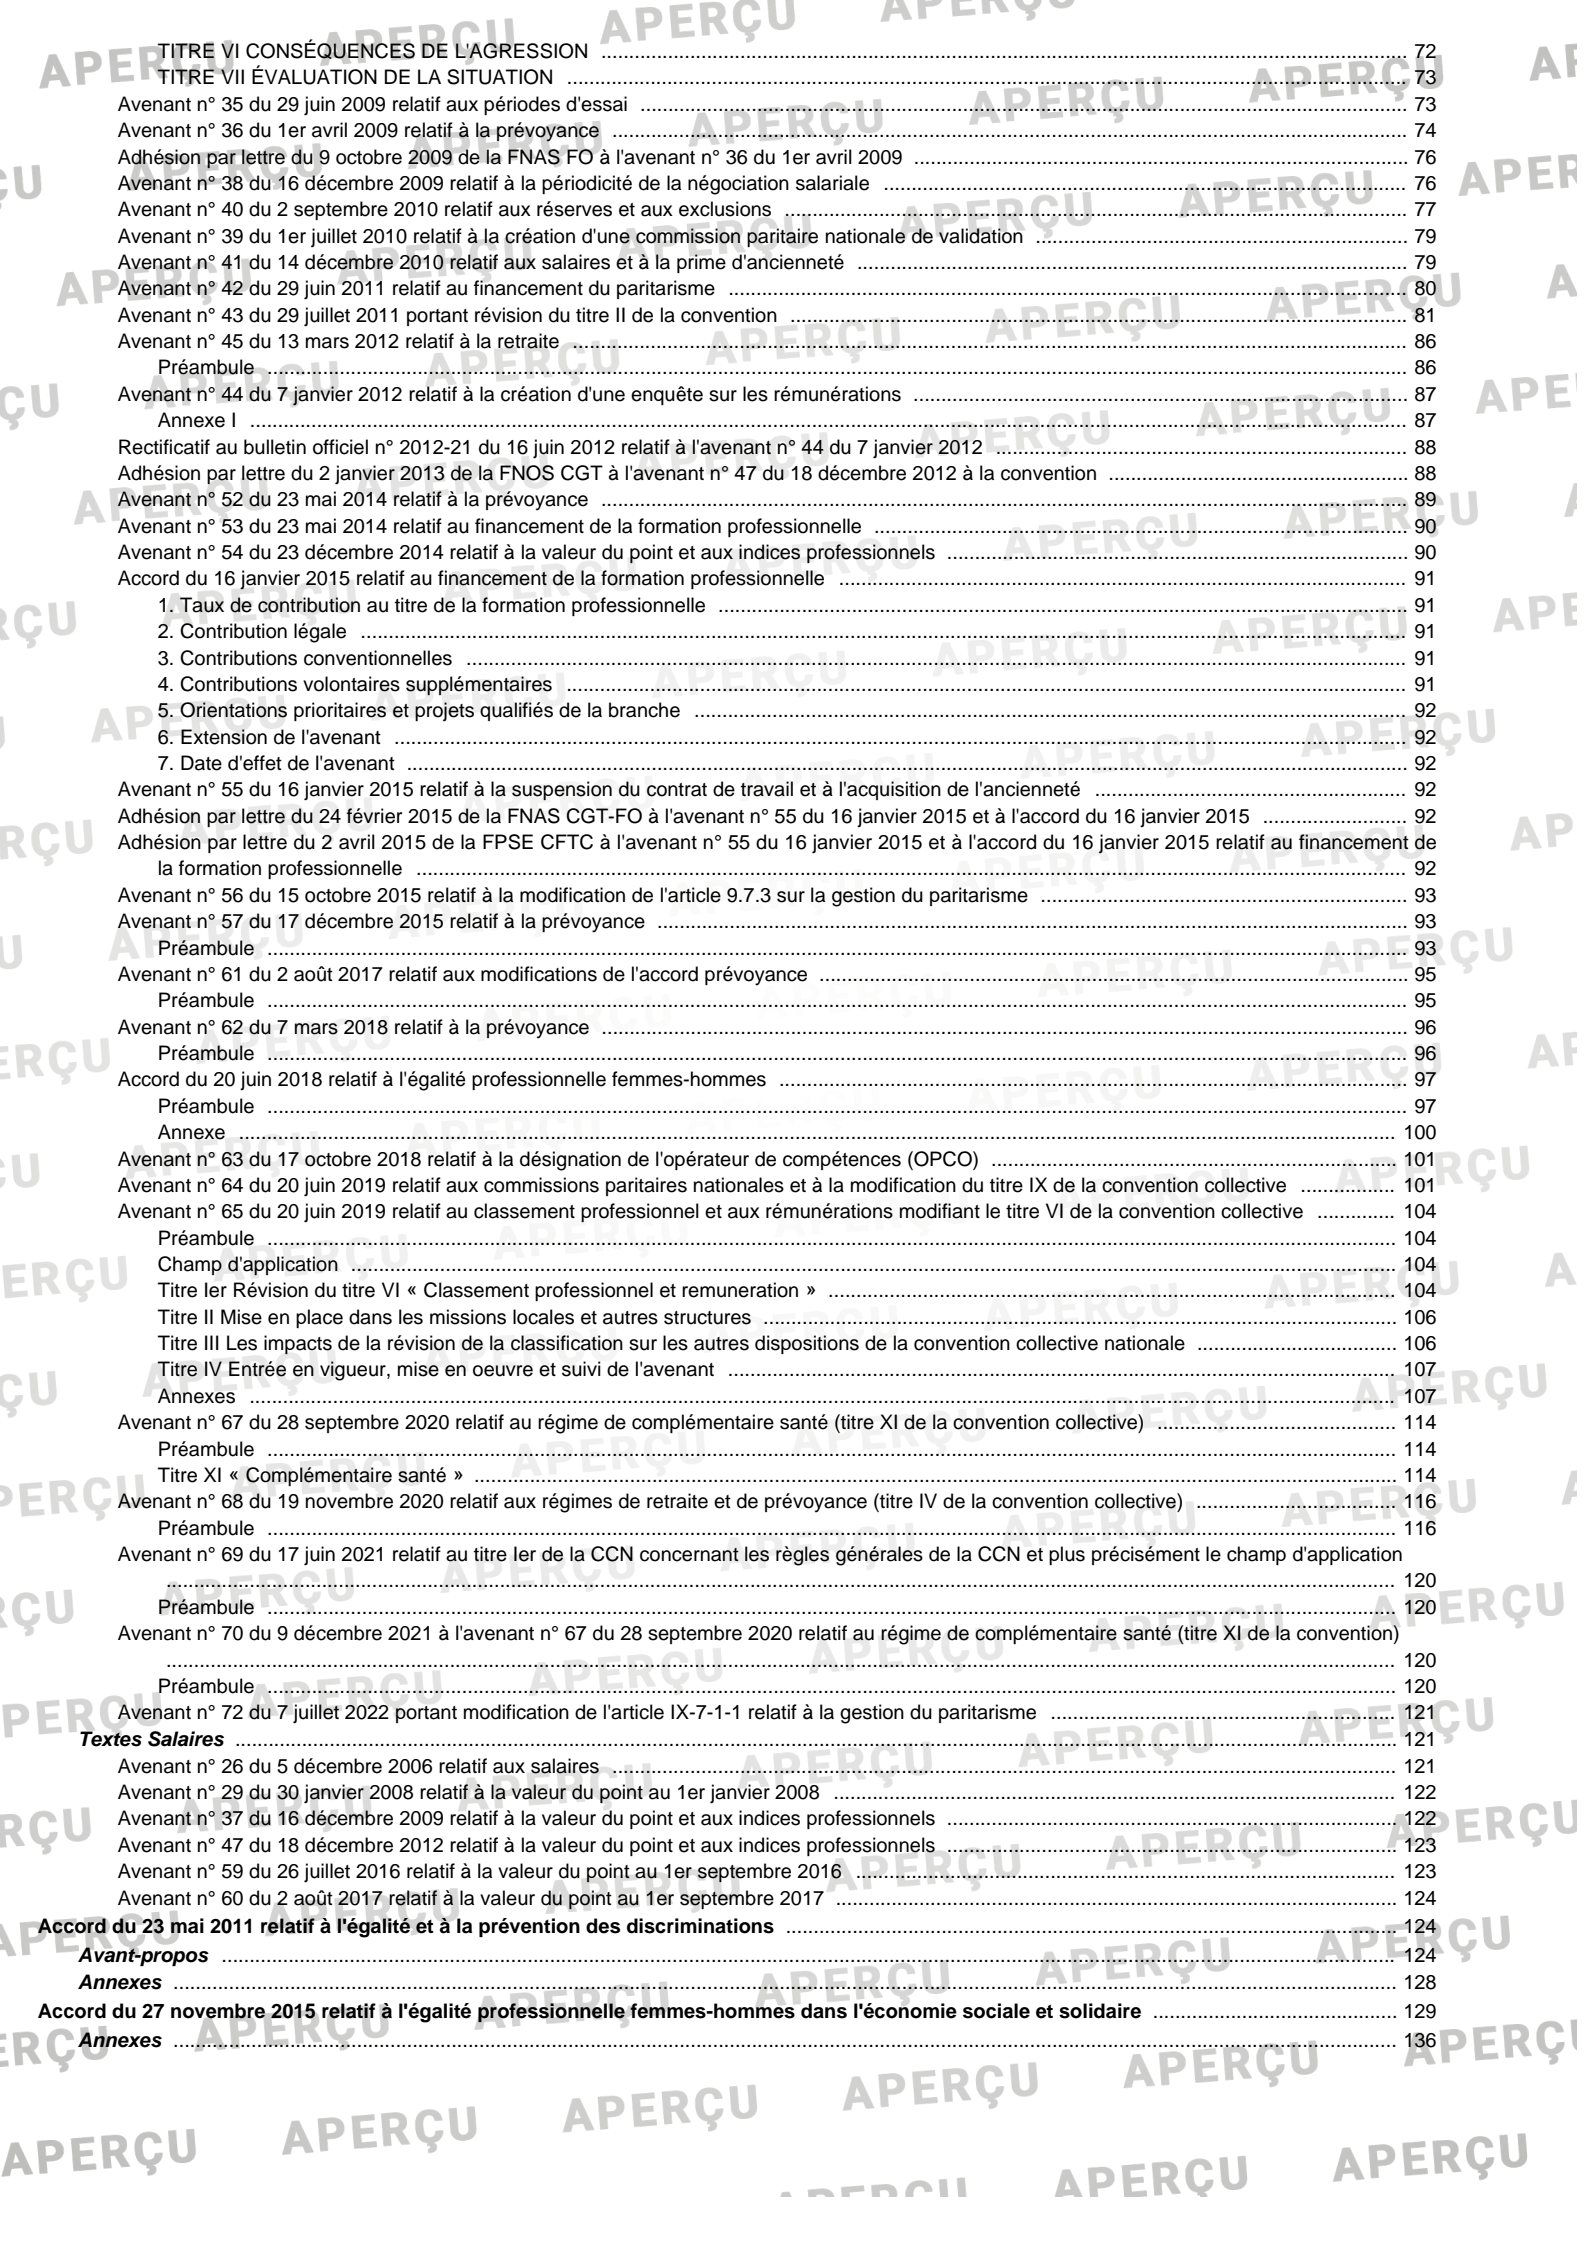 TITRE VI CONSÉQUENCES DE L'AGRESSION ... 72
TITRE VII ÉVALUATION DE LA SITUATION ... 73
Avenant n° 35 du 29 juin 2009 relatif aux périodes d'essai ... 73
Avenant n° 36 du 1er avril 2009 relatif à la prévoyance ... 74
Adhésion par lettre du 9 octobre 2009 de la FNAS FO à l'avenant n° 36 du 1er avril 2009 ... 76
Avenant n° 38 du 16 décembre 2009 relatif à la périodicité de la négociation salariale ... 76
Avenant n° 40 du 2 septembre 2010 relatif aux réserves et aux exclusions ... 77
Avenant n° 39 du 1er juillet 2010 relatif à la création d'une commission paritaire nationale de validation ... 79
Avenant n° 41 du 14 décembre 2010 relatif aux salaires et à la prime d'ancienneté ... 79
Avenant n° 42 du 29 juin 2011 relatif au financement du paritarisme ... 80
Avenant n° 43 du 29 juillet 2011 portant révision du titre II de la convention ... 81
Avenant n° 45 du 13 mars 2012 relatif à la retraite ... 86
Préambule ... 86
Avenant n° 44 du 7 janvier 2012 relatif à la création d'une enquête sur les rémunérations ... 87
Annexe I ... 87
Rectificatif au bulletin officiel n° 2012-21 du 16 juin 2012 relatif à l'avenant n° 44 du 7 janvier 2012 ... 88
Adhésion par lettre du 2 janvier 2013 de la FNOS CGT à l'avenant n° 47 du 18 décembre 2012 à la convention ... 88
Avenant n° 52 du 23 mai 2014 relatif à la prévoyance ... 89
Avenant n° 53 du 23 mai 2014 relatif au financement de la formation professionnelle ... 90
Avenant n° 54 du 23 décembre 2014 relatif à la valeur du point et aux indices professionnels ... 90
Accord du 16 janvier 2015 relatif au financement de la formation professionnelle ... 91
1. Taux de contribution au titre de la formation professionnelle ... 91
2. Contribution légale ... 91
3. Contributions conventionnelles ... 91
4. Contributions volontaires supplémentaires ... 91
5. Orientations prioritaires et projets qualifiés de la branche ... 92
6. Extension de l'avenant ... 92
7. Date d'effet de l'avenant ... 92
Avenant n° 55 du 16 janvier 2015 relatif à la suspension du contrat de travail et à l'acquisition de l'ancienneté ... 92
Adhésion par lettre du 24 février 2015 de la FNAS CGT-FO à l'avenant n° 55 du 16 janvier 2015 et à l'accord du 16 janvier 2015 ... 92
Adhésion par lettre du 2 avril 2015 de la FPSE CFTC à l'avenant n° 55 du 16 janvier 2015 et à l'accord du 16 janvier 2015 relatif au financement de
la formation professionnelle ... 92
Avenant n° 56 du 15 octobre 2015 relatif à la modification de l'article 9.7.3 sur la gestion du paritarisme ... 93
Avenant n° 57 du 17 décembre 2015 relatif à la prévoyance ... 93
Préambule ... 93
Avenant n° 61 du 2 août 2017 relatif aux modifications de l'accord prévoyance ... 95
Préambule ... 95
Avenant n° 62 du 7 mars 2018 relatif à la prévoyance ... 96
Préambule ... 96
Accord du 20 juin 2018 relatif à l'égalité professionnelle femmes-hommes ... 97
Préambule ... 97
Annexe ... 100
Avenant n° 63 du 17 octobre 2018 relatif à la désignation de l'opérateur de compétences (OPCO) ... 101
Avenant n° 64 du 20 juin 2019 relatif aux commissions paritaires nationales et à la modification du titre IX de la convention collective ... 101
Avenant n° 65 du 20 juin 2019 relatif au classement professionnel et aux rémunérations modifiant le titre VI de la convention collective ... 104
Préambule ... 104
Champ d'application ... 104
Titre Ier Révision du titre VI « Classement professionnel et remuneration » ... 104
Titre II Mise en place dans les missions locales et autres structures ... 106
Titre III Les impacts de la révision de la classification sur les autres dispositions de la convention collective nationale ... 106
Titre IV Entrée en vigueur, mise en oeuvre et suivi de l'avenant ... 107
Annexes ... 107
Avenant n° 67 du 28 septembre 2020 relatif au régime de complémentaire santé (titre XI de la convention collective) ... 114
Préambule ... 114
Titre XI « Complémentaire santé » ... 114
Avenant n° 68 du 19 novembre 2020 relatif aux régimes de retraite et de prévoyance (titre IV de la convention collective) ... 116
Préambule ... 116
Avenant n° 69 du 17 juin 2021 relatif au titre Ier de la CCN concernant les règles générales de la CCN et plus précisément le champ d'application
... 120
Préambule ... 120
Avenant n° 70 du 9 décembre 2021 à l'avenant n° 67 du 28 septembre 2020 relatif au régime de complémentaire santé (titre XI de la convention)
... 120
Préambule ... 120
Avenant n° 72 du 7 juillet 2022 portant modification de l'article IX-7-1-1 relatif à la gestion du paritarisme ... 121
Textes Salaires ... 121
Avenant n° 26 du 5 décembre 2006 relatif aux salaires ... 121
Avenant n° 29 du 30 janvier 2008 relatif à la valeur du point au 1er janvier 2008 ... 122
Avenant n° 37 du 16 décembre 2009 relatif à la valeur du point et aux indices professionnels ... 122
Avenant n° 47 du 18 décembre 2012 relatif à la valeur du point et aux indices professionnels ... 123
Avenant n° 59 du 26 juillet 2016 relatif à la valeur du point au 1er septembre 2016 ... 123
Avenant n° 60 du 2 août 2017 relatif à la valeur du point au 1er septembre 2017 ... 124
Accord du 23 mai 2011 relatif à l'égalité et à la prévention des discriminations ... 124
Avant-propos ... 124
Annexes ... 128
Accord du 27 novembre 2015 relatif à l'égalité professionnelle femmes-hommes dans l'économie sociale et solidaire ... 129
Annexes ... 136
APERÇU